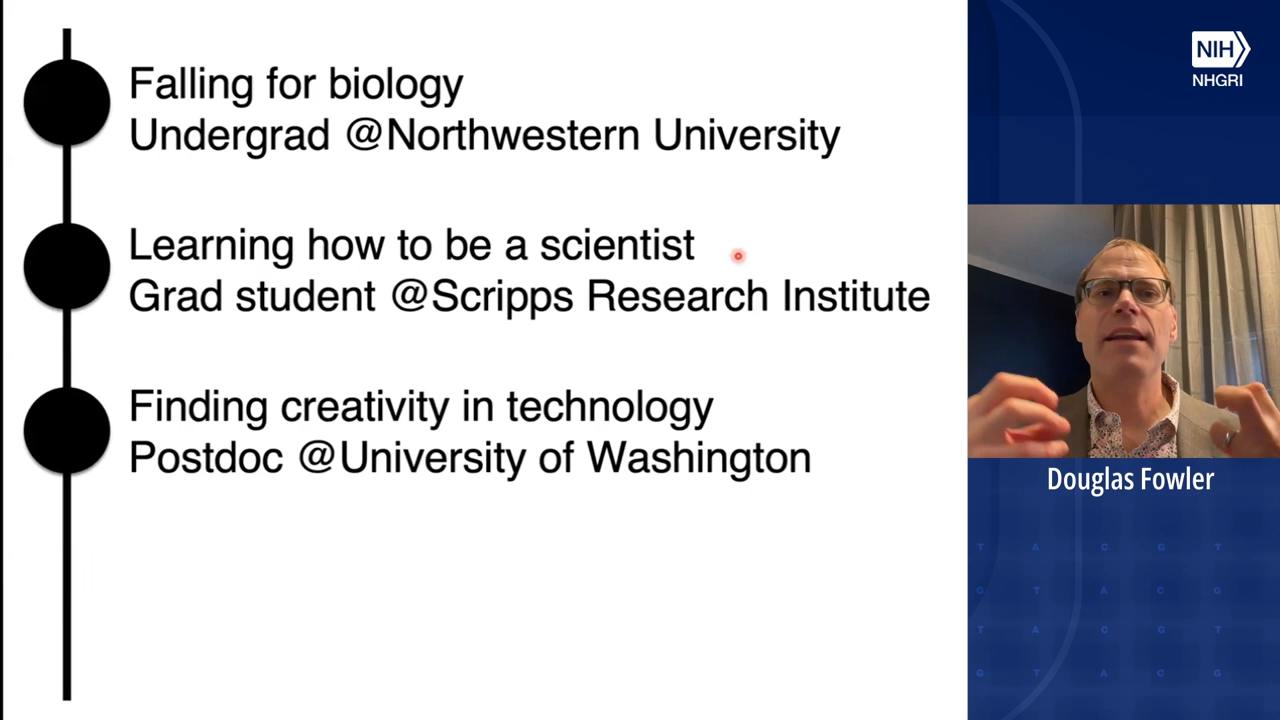 Falling for biology
Undergrad @Northwestern University
Learning how to be a scientist
Grad student @Scripps Research Institute
Finding creativity in technology
Postdoc @University of Washington
NIH
NHGRI
Douglas Fowler
T A C G T
G T A C G
T A C G T
G T A C G